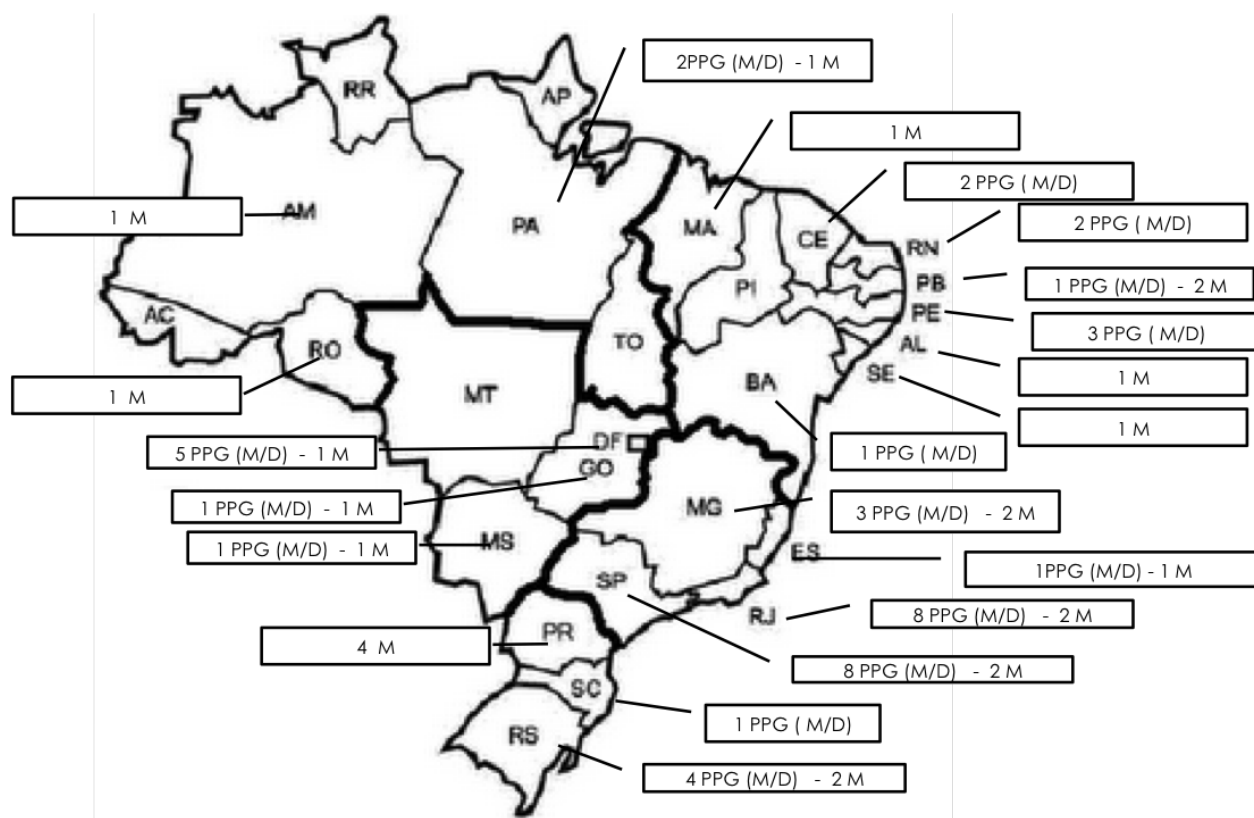 2PPG (M/D) - 1 M
RR
AP
1 M
2 PPG ( M/D)
1 M
AM
PA
MA
CE
2 PPG ( M/D)
RN
PI
PB
1 PPG (M/D) - 2 M
AC
PE
3 PPG ( M/D)
RO
TO
AL
1 M
SE
BA
1 M
MT
1 M
5 PPG (M/D) - 1 M
DF
1 PPG ( M/D)
GO
1 PPG (M/D) - 1 M
MG
3 PPG (M/D) - 2 M
1 PPG (M/D) - 1 M
MS
ES
1PPG (M/D) - 1 M
SP
RJ
8 PPG (M/D) - 2 M
4 M
PR
8 PPG (M/D) - 2 M
SC
1 PPG ( M/D)
RS
4 PPG (M/D) - 2 M